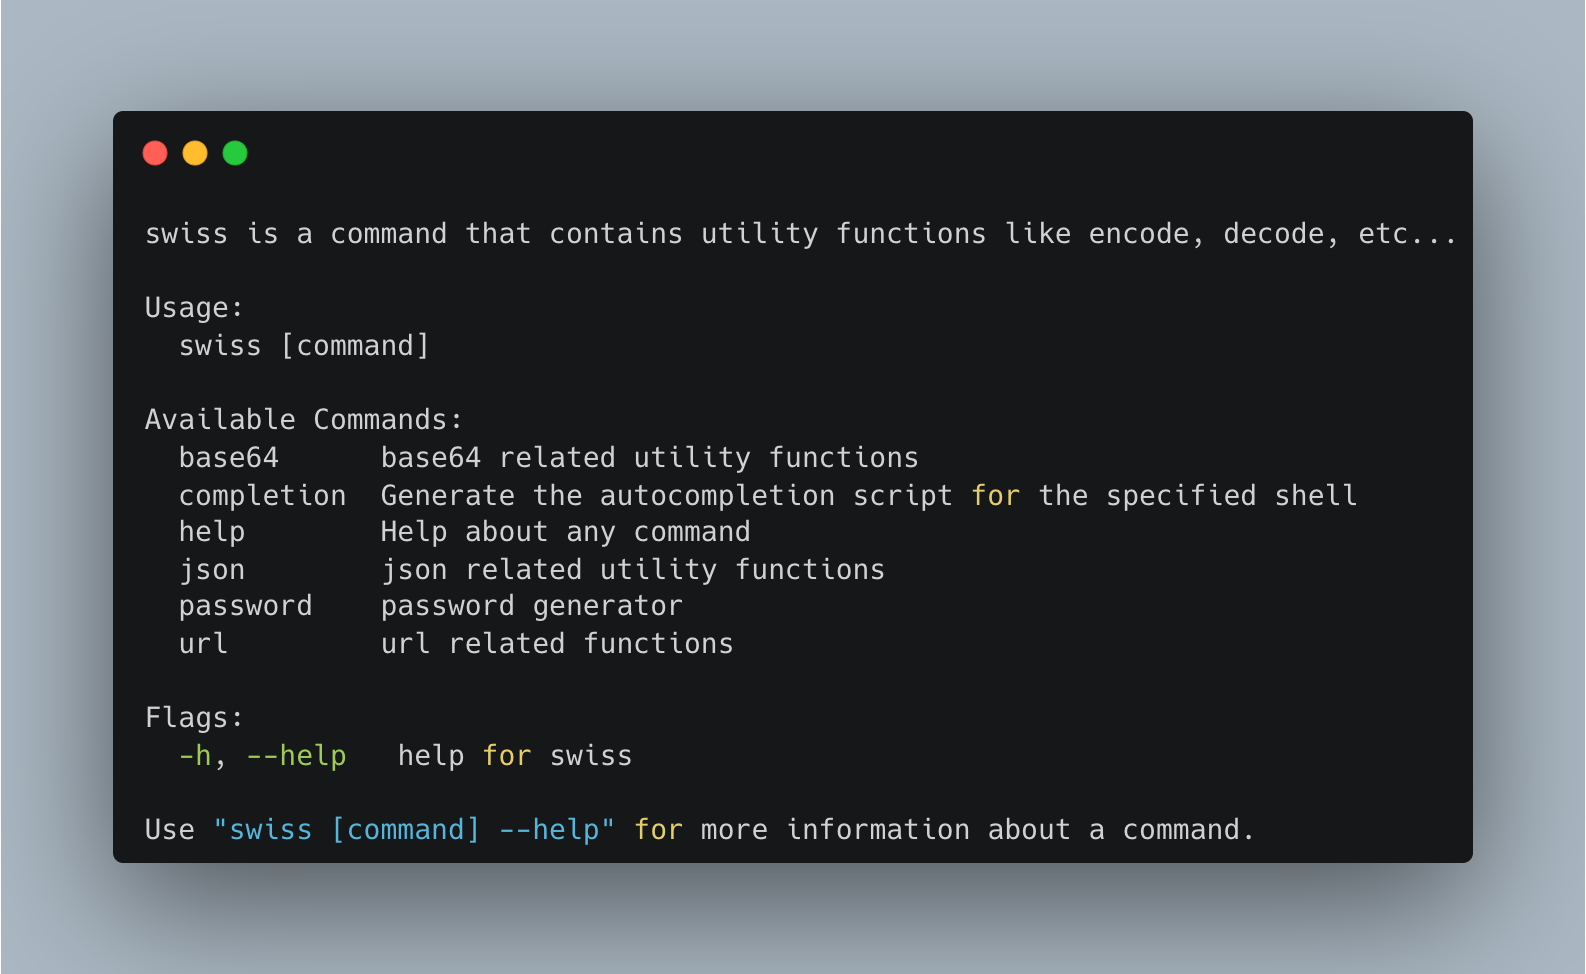 swiss is a command that contains utility functions like encode, decode, etc...
Usage:
  swiss [command]
Available Commands:
  base64      base64 related utility functions
  completion  Generate the autocompletion script for the specified shell
  help        Help about any command
  json        json related utility functions
  password    password generator
  url         url related functions
Flags:
  -h, --help   help for swiss
Use "swiss [command] --help" for more information about a command.